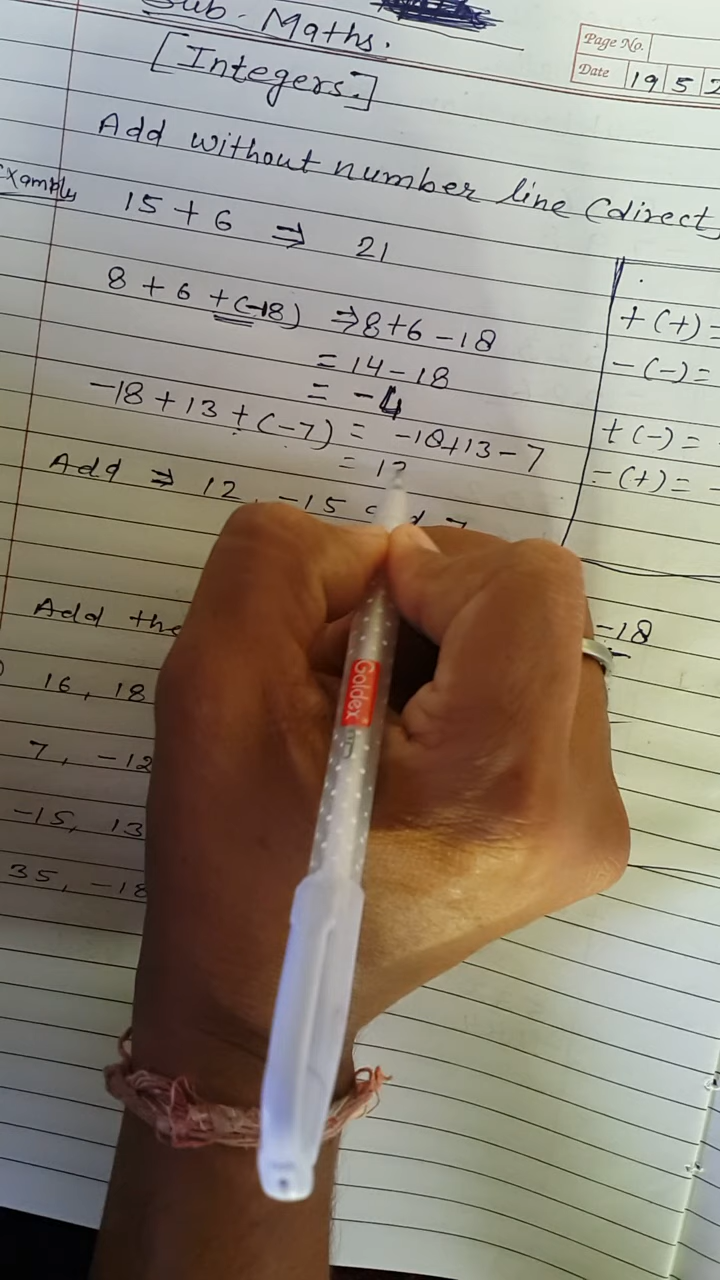 Sub - Maths.
Page No.
Date 19 5 2
[Integers.]
Add without number line (direct)
Example
15 + 6 ⇒ 21
8 + 6 + (-18) ⇒ 8 + 6 - 18
= 14 - 18
= -4
-18 + 13 + (-7) = -18 + 13 - 7
= 13
+ (+) =
- (-) =
+ (-) =
- (+) =
Add ⇒ 12, -15
Add the
-18
16, 18
7, -12
-15, 13
35, -18
Goldex